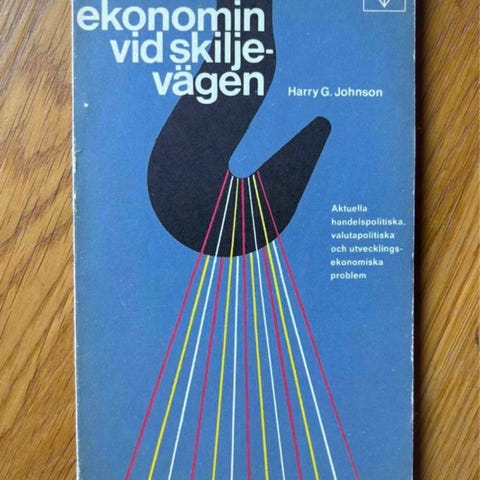 ekonomin
vid skilje-
vägen
Harry G. Johnson
Aktuella
handelspolitiska,
valutapolitiska
och utvecklings-
ekonomiska
problem